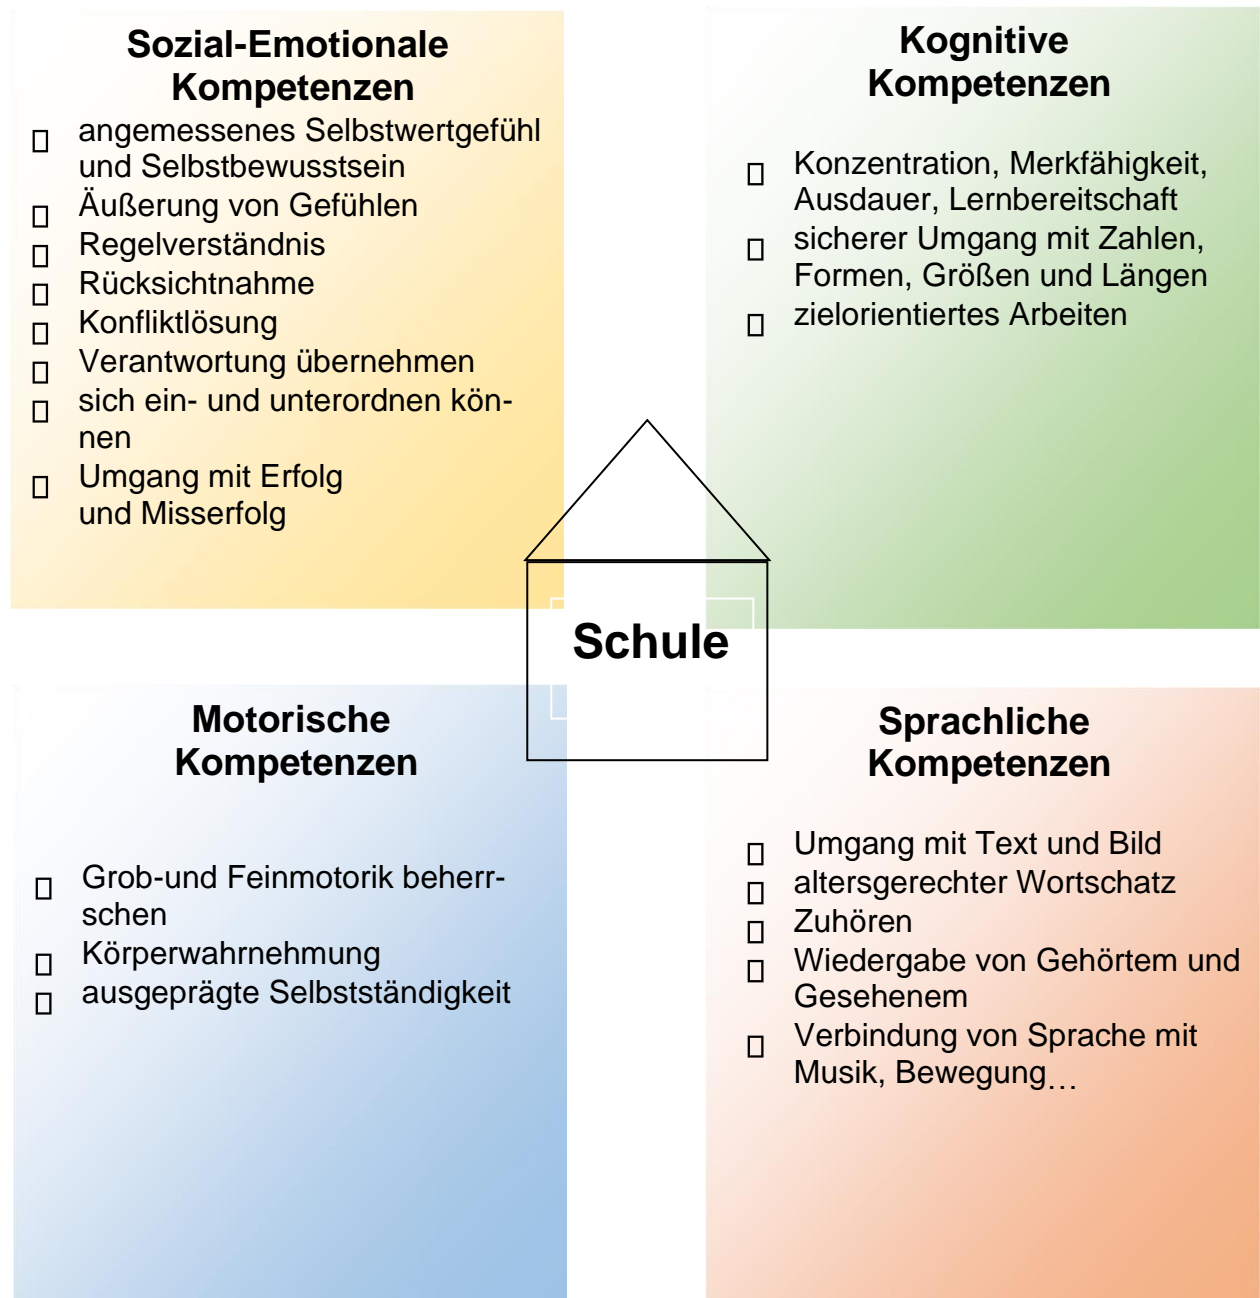 Sozial-Emotionale
Kompetenzen
angemessenes Selbstwertgefühl
und Selbstbewusstsein
Äußerung von Gefühlen
Regelverständnis
Rücksichtnahme
Konfliktlösung
Verantwortung übernehmen
sich ein- und unterordnen kön-
nen
Umgang mit Erfolg
und Misserfolg
Kognitive
Kompetenzen
Konzentration, Merkfähigkeit,
Ausdauer, Lernbereitschaft
sicherer Umgang mit Zahlen,
Formen, Größen und Längen
zielorientiertes Arbeiten
Schule
Motorische
Kompetenzen
Grob-und Feinmotorik beherr-
schen
Körperwahrnehmung
ausgeprägte Selbstständigkeit
Sprachliche
Kompetenzen
Umgang mit Text und Bild
altersgerechter Wortschatz
Zuhören
Wiedergabe von Gehörtem und
Gesehenem
Verbindung von Sprache mit
Musik, Bewegung…